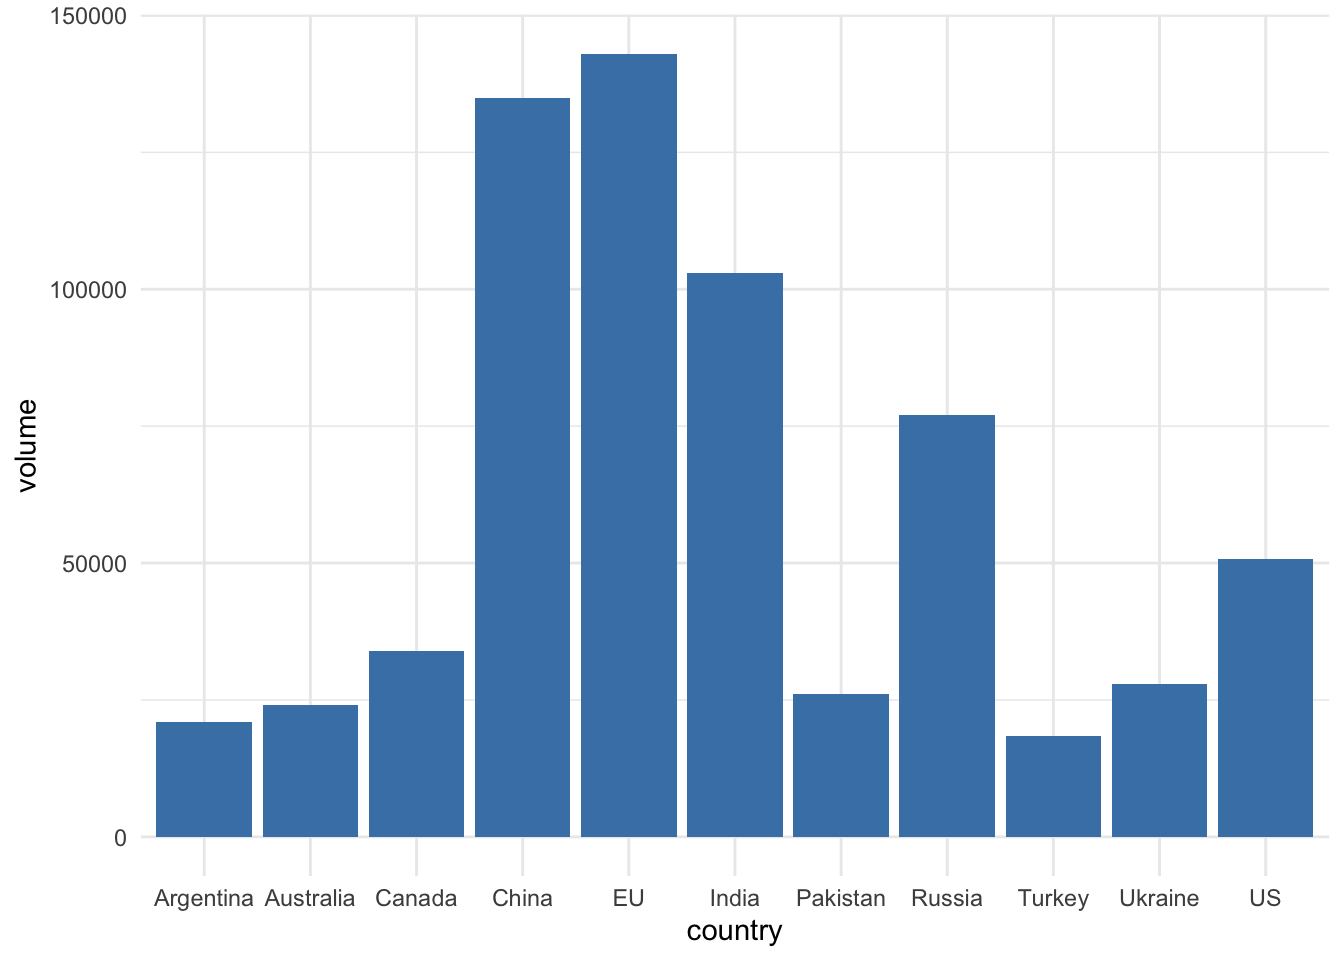 150000
100000
50000
0
volume
Argentina Australia Canada China EU India Pakistan Russia Turkey Ukraine US
country